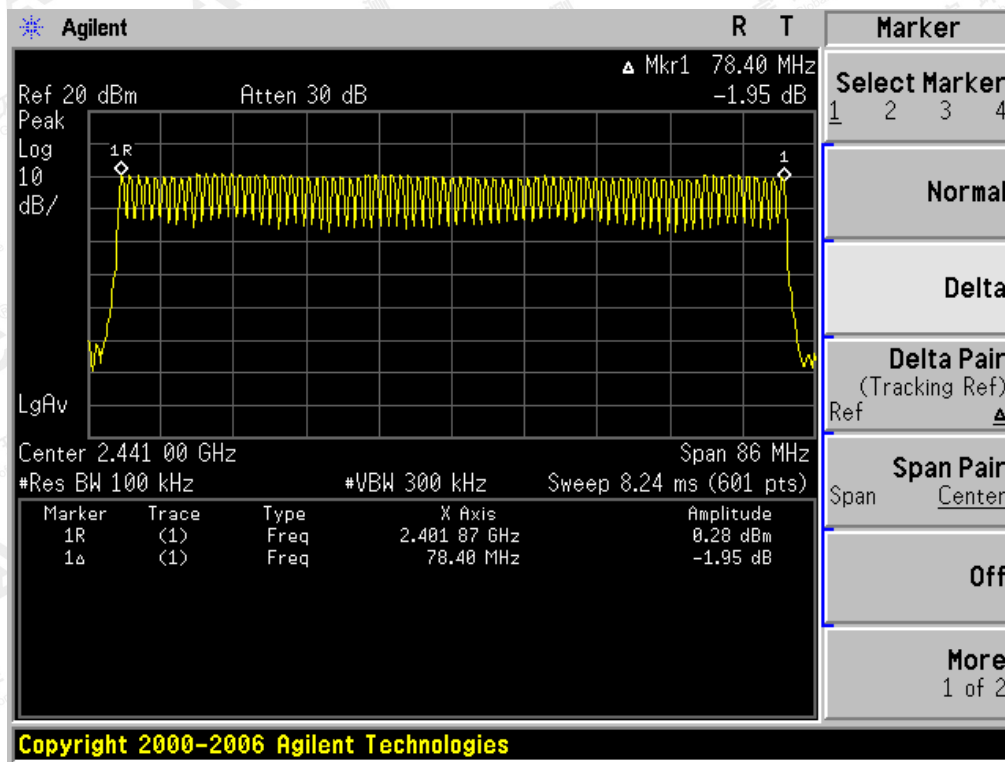 Agilent R T
Δ Mkr1 78.40 MHz
Ref 20 dBm Atten 30 dB -1.95 dB
Peak
Log
10
dB/
1R
1
LgAv
Center 2.441 00 GHz Span 86 MHz
#Res BW 100 kHz #VBW 300 kHz Sweep 8.24 ms (601 pts)
Marker Trace Type X Axis Amplitude
1R (1) Freq 2.401 87 GHz 0.28 dBm
1Δ (1) Freq 78.40 MHz -1.95 dB
Copyright 2000-2006 Agilent Technologies
Marker
Select Marker
1 2 3 4
Normal
Delta
Delta Pair
(Tracking Ref)
Ref Δ
Span Pair
Span Center
Off
More
1 of 2